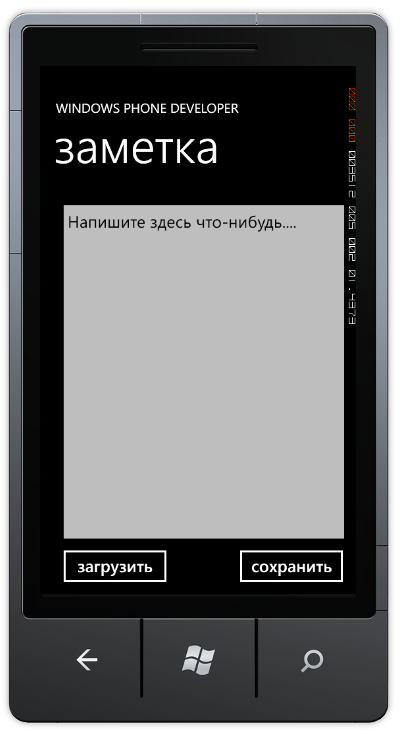 WINDOWS PHONE DEVELOPER
заметка
Напишите здесь что-нибудь....
загрузить
сохранить